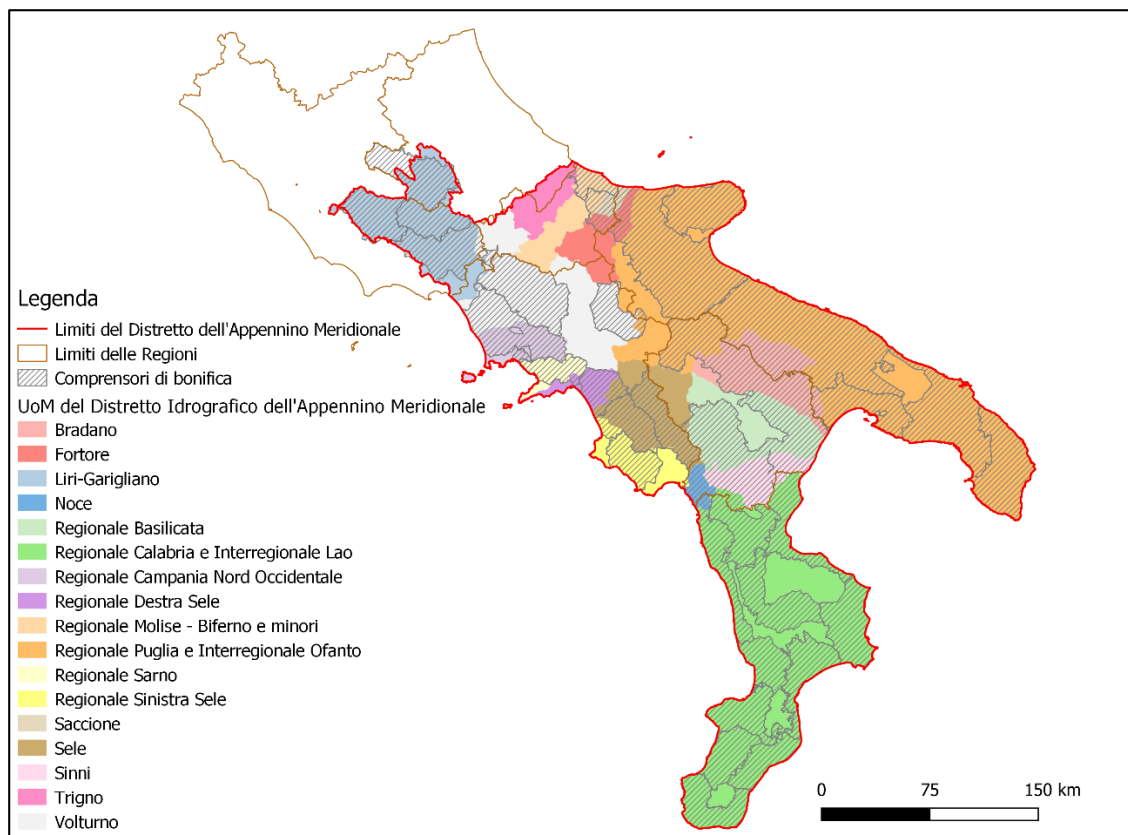 Legenda
Limiti del Distretto dell'Appennino Meridionale
Limiti delle Regioni
Comprensori di bonifica
UoM del Distretto Idrografico dell'Appennino Meridionale
Bradano
Fortore
Liri-Garigliano
Noce
Regionale Basilicata
Regionale Calabria e Interregionale Lao
Regionale Campania Nord Occidentale
Regionale Destra Sele
Regionale Molise - Biferno e minori
Regionale Puglia e Interregionale Ofanto
Regionale Sarno
Regionale Sinistra Sele
Saccione
Sele
Sinni
Trigno
Volturno
0 75 150 km